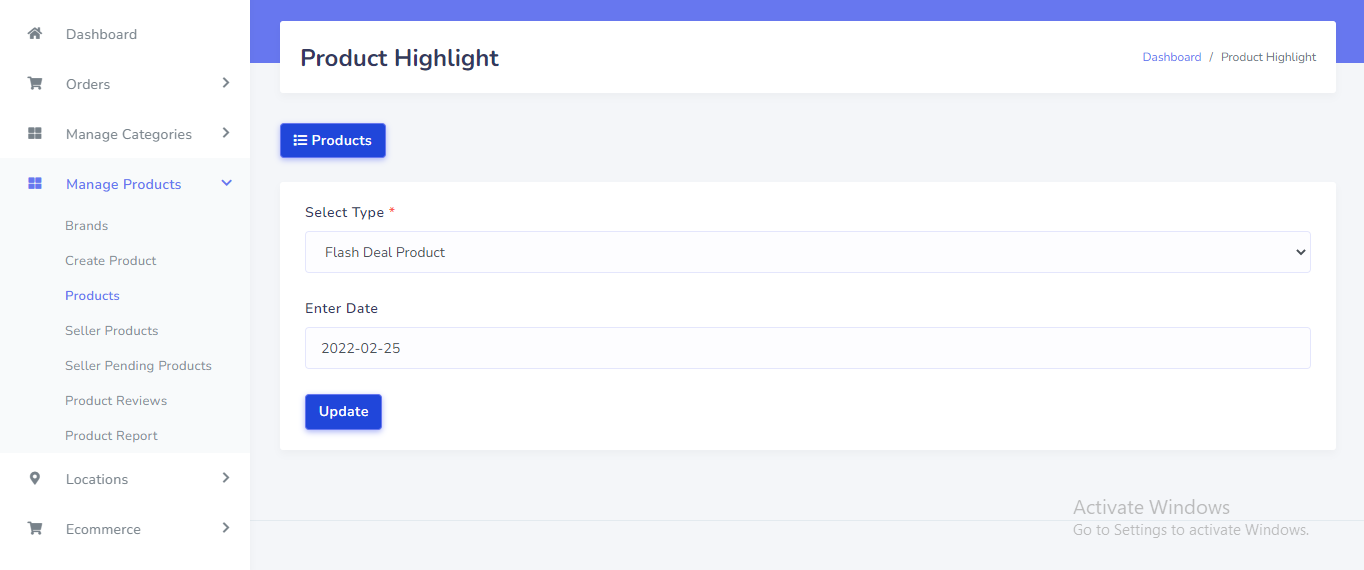 Dashboard
Orders
Manage Categories
Manage Products
Brands
Create Product
Products
Seller Products
Seller Pending Products
Product Reviews
Product Report
Locations
Ecommerce
Product Highlight
Dashboard / Product Highlight
Products
Select Type *
Flash Deal Product
Enter Date
2022-02-25
Update
Activate Windows
Go to Settings to activate Windows.